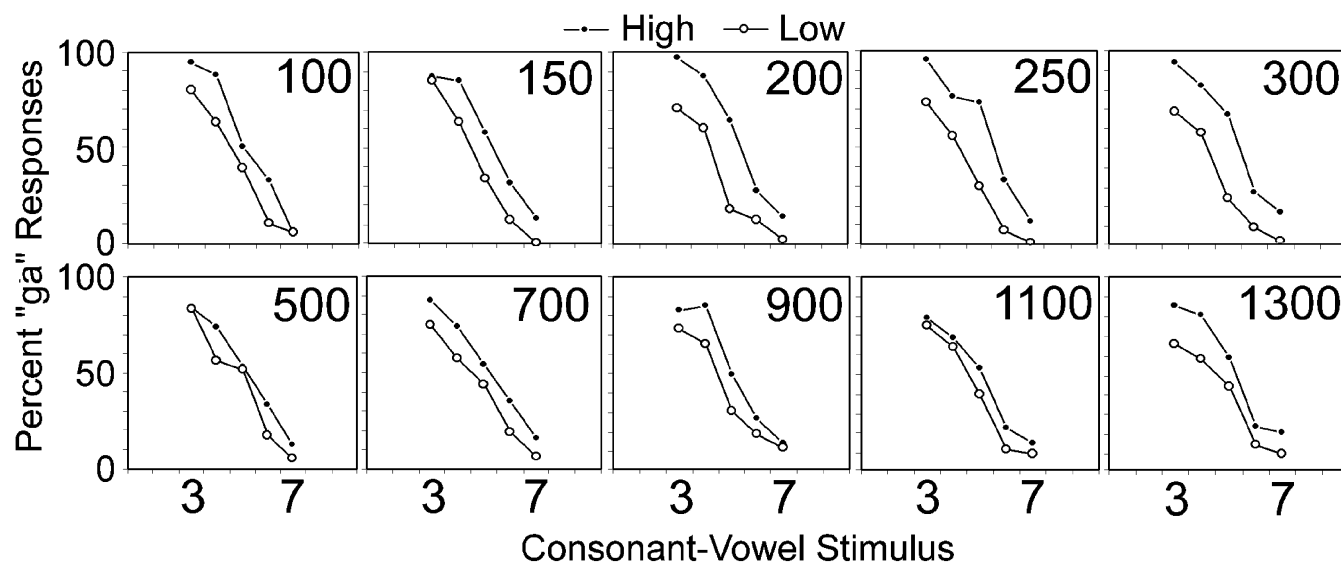 High Low
100 150 200 250 300
100
50
0
500 700 900 1100 1300
100
50
0
3 7 3 7 3 7 3 7 3 7
Percent "ga" Responses
Consonant-Vowel Stimulus